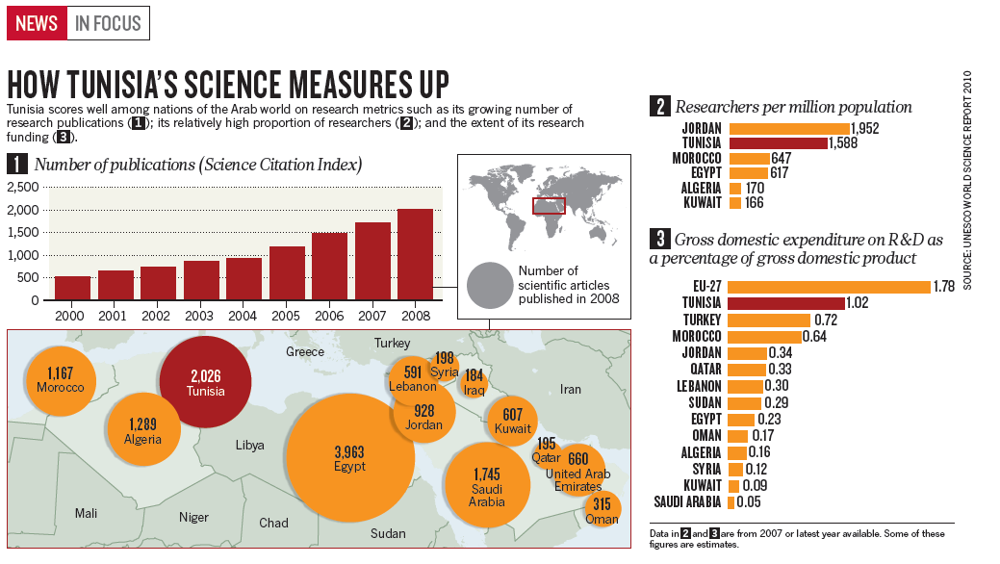 NEWS IN FOCUS
HOW TUNISIA'S SCIENCE MEASURES UP
Tunisia scores well among nations of the Arab world on research metrics such as its growing number of
research publications (1); its relatively high proportion of researchers (2); and the extent of its research
funding (3).
1 Number of publications (Science Citation Index)
2,500
2,000
1,500
1,000
500
0
2000 2001 2002 2003 2004 2005 2006 2007 2008
Number of
scientific articles
published in 2008
1,167
Morocco
1,289
Algeria
2,026
Tunisia
Greece
Turkey
591
Lebanon
198
Syria
184
Iraq
Iran
928
Jordan
607
Kuwait
Libya
3,963
Egypt
195
Qatar
660
United Arab
Emirates
1,745
Saudi
Arabia
315
Oman
Mali
Niger
Chad
Sudan
2 Researchers per million population
JORDAN 1,952
TUNISIA 1,588
MOROCCO 647
EGYPT 617
ALGERIA 170
KUWAIT 166
3 Gross domestic expenditure on R&D as
a percentage of gross domestic product
EU-27 1.78
TUNISIA 1.02
TURKEY 0.72
MOROCCO 0.64
JORDAN 0.34
QATAR 0.33
LEBANON 0.30
SUDAN 0.29
EGYPT 0.23
OMAN 0.17
ALGERIA 0.16
SYRIA 0.12
KUWAIT 0.09
SAUDI ARABIA 0.05
Data in 2 and 3 are from 2007 or latest year available. Some of these
figures are estimates.
SOURCE: UNESCO WORLD SCIENCE REPORT 2010